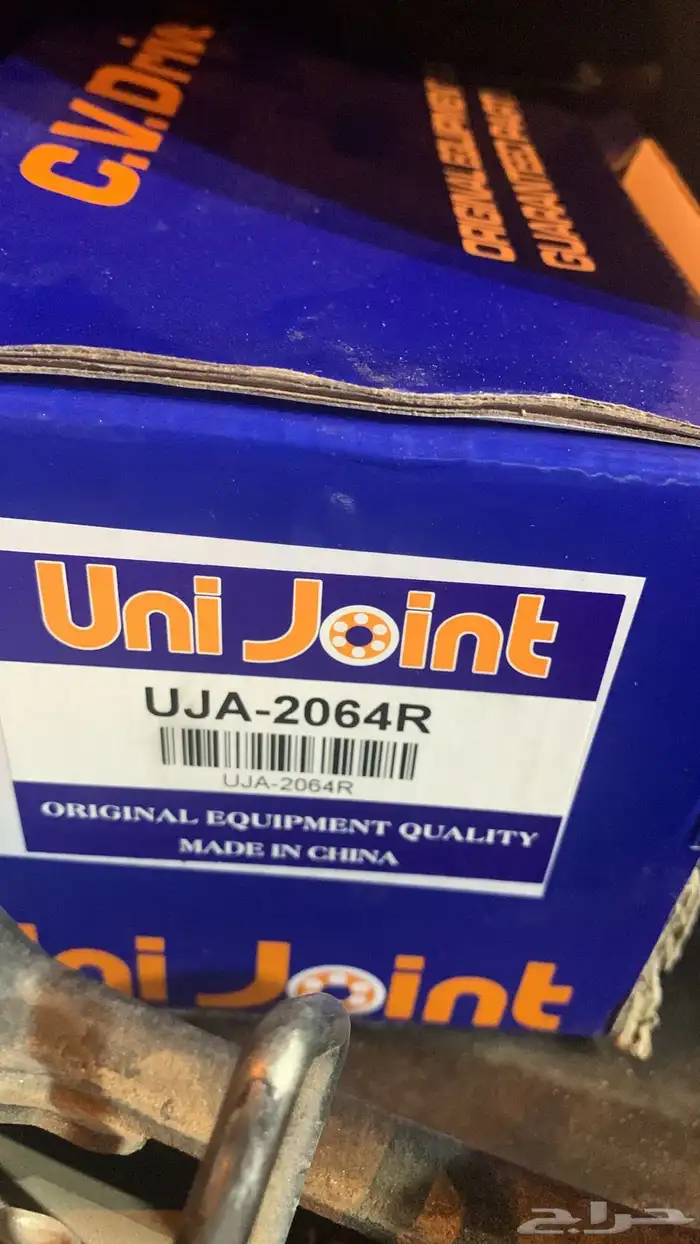 C.V.Drive
ORIGINAL EQUIPMENT
GUARANTEED PARTS
Uni Joint
UJA-2064R
UJA-2064R
ORIGINAL EQUIPMENT QUALITY
MADE IN CHINA
Uni Joint
حراج